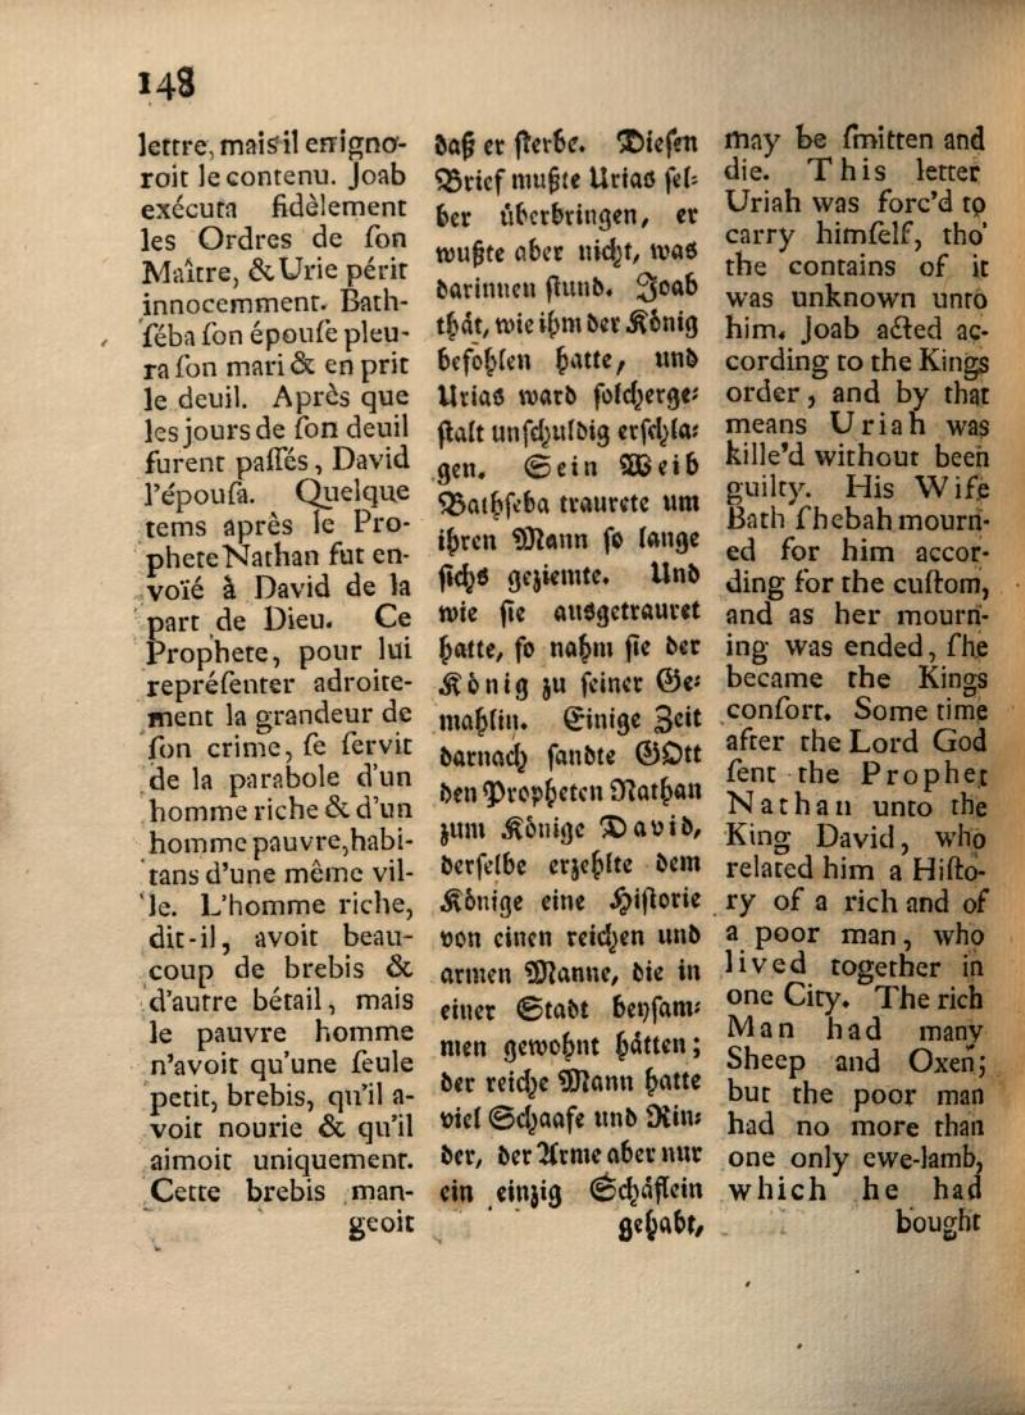 148
lettre, mais il en igno-
roit le contenu. Joab
exécuta fidèlement
les Ordres de ſon
Maître, & Urie périt
innocemment. Bath-
ſéba ſon épouſe pleu-
ra ſon mari & en prit
le deuil. Après que
les jours de ſon deuil
furent paſſés, David
l'épouſa. Quelque
tems après le Pro-
phete Nathan fut en-
voïé à David de la
part de Dieu. Ce
Prophete, pour lui
repréſenter adroite-
ment la grandeur de
ſon crime, ſe ſervit
de la parabole d'un
homme riche & d'un
homme pauvre, habi-
tans d'une même vil-
le. L'homme riche,
dit-il, avoit beau-
coup de brebis &
d'autre bétail, mais
le pauvre homme
n'avoit qu'une ſeule
petit, brebis, qu'il a-
voit nourie & qu'il
aimoit uniquement.
Cette brebis man-
geoit
daß er ſterbe. Dieſen
Brief mußte Urias ſel-
ber überbringen, er
wußte aber nicht, was
darinnen ſtund. Joab
thät, wie ihm der König
befohlen hatte, und
Urias ward ſolcherge-
ſtalt unſchuldig erſchla-
gen. Sein Weib
Bathſeba traurete um
ihren Mann ſo lange
ſichs geziemte. Und
wie ſie ausgetrauret
hatte, ſo nahm ſie der
König zu ſeiner Ge-
mahlin. Einige Zeit
darnach ſandte GOtt
den Propheten Nathan
zum Könige David,
derſelbe erzehlte dem
Könige eine Hiſtorie
von einen reichen und
armen Manne, die in
einer Stadt beyſam-
men gewohnt hätten;
der reiche Mann hatte
viel Schaafe und Rin-
der, der Arme aber nur
ein einzig Schäflein
gehabt,
may be ſmitten and
die. This letter
Uriah was forc'd to
carry himſelf, tho'
the contains of it
was unknown unto
him. Joab acted ac-
cording to the Kings
order, and by that
means Uriah was
kille'd without been
guilty. His Wife
Bath ſhebah mourn-
ed for him accor-
ding for the cuſtom,
and as her mourn-
ing was ended, ſhe
became the Kings
conſort. Some time
after the Lord God
ſent the Prophet
Nathan unto the
King David, who
related him a Hiſto-
ry of a rich and of
a poor man, who
lived together in
one City. The rich
Man had many
Sheep and Oxen;
but the poor man
had no more than
one only ewe-lamb,
which he had
bought